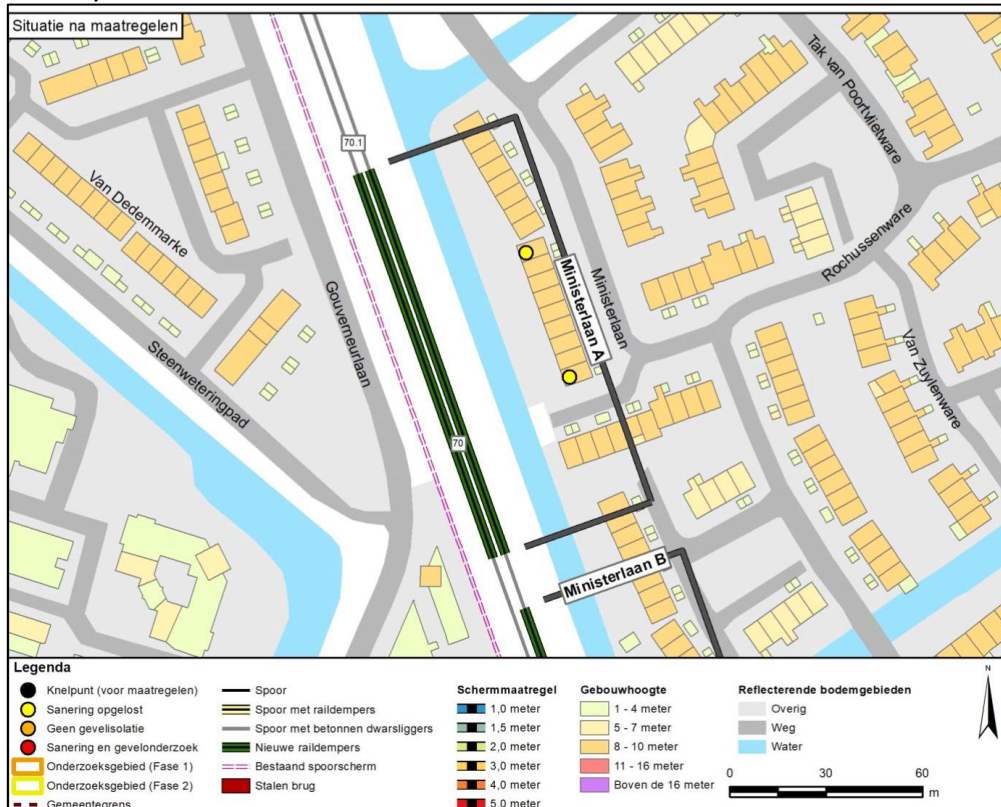 Situatie na maatregelen
70.1
Tak van Poortvlietware
Van Dedemmarke
Gouverneurlaan
Ministerlaan A
Ministerlaan
Rochussenware
Steenweteringpad
Van Zuylenware
70
Ministerlaan B
Legenda
Knelpunt (voor maatregelen)
Sanering opgelost
Geen gevelisolatie
Sanering en gevelonderzoek
Onderzoeksgebied (Fase 1)
Onderzoeksgebied (Fase 2)
Gemeentegrens
Spoor
Spoor met raildempers
Spoor met betonnen dwarsliggers
Nieuwe raildempers
Bestaand spoorscherm
Stalen brug
Schermmaatregel
1,0 meter
1,5 meter
2,0 meter
3,0 meter
4,0 meter
5,0 meter
Gebouwhoogte
1 - 4 meter
5 - 7 meter
8 - 10 meter
11 - 16 meter
Boven de 16 meter
Reflecterende bodemgebieden
Overig
Weg
Water
N
0 30 60
m